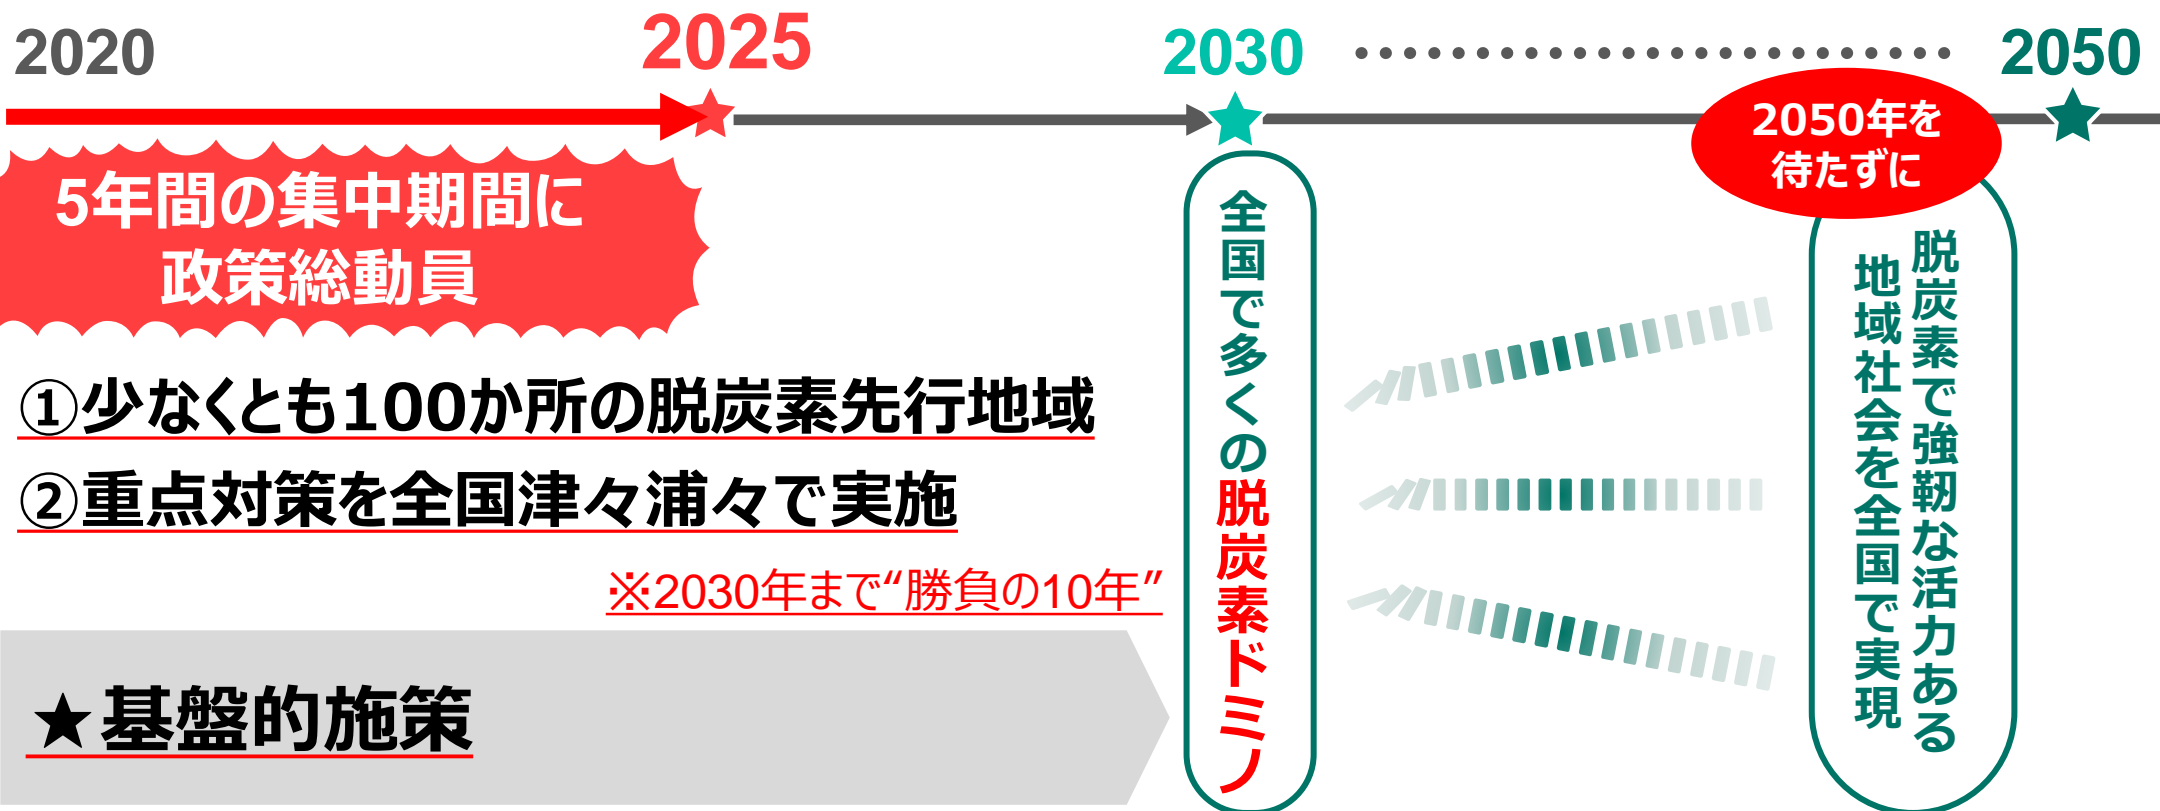 2020
2025
2030
2050
5年間の集中期間に
政策総動員
①少なくとも100か所の脱炭素先行地域
②重点対策を全国津々浦々で実施
※2030年まで“勝負の10年”
★基盤的施策
全国で多くの脱炭素ドミノ
2050年を
待たずに
脱炭素で強靭な活力ある
地域社会を全国で実現